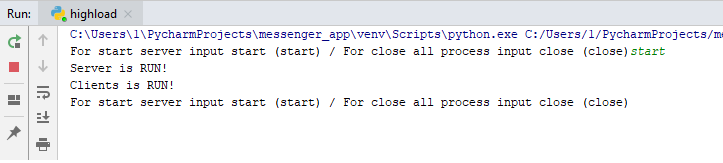 Run: highload
C:\Users\1\PycharmProjects\messenger_app\venv\Scripts\python.exe C:/Users/1/PycharmProjects/me
For start server input start (start) / For close all process input close (close)start
Server is RUN!
Clients is RUN!
For start server input start (start) / For close all process input close (close)